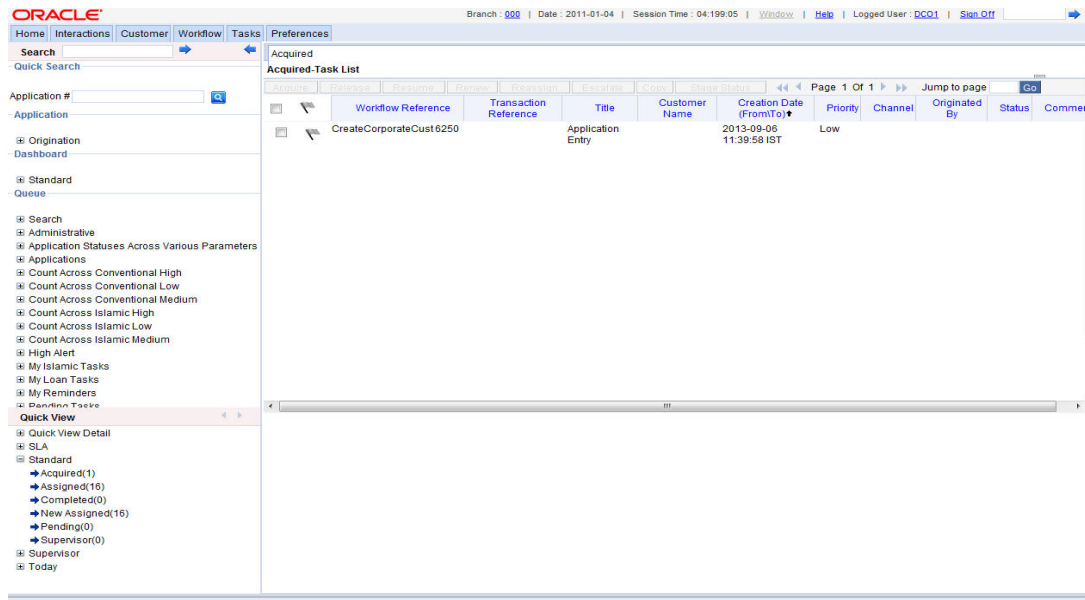 ORACLE
Branch : 000 | Date : 2011-01-04 | Session Time : 04:199:05 | Window | Help | Logged User : DCO1 | Sign Off
Home Interactions Customer Workflow Tasks Preferences
Search
Quick Search
Application #
Application
Origination
Dashboard
Standard
Queue
Search
Administrative
Application Statuses Across Various Parameters
Applications
Count Across Conventional High
Count Across Conventional Low
Count Across Conventional Medium
Count Across Islamic High
Count Across Islamic Low
Count Across Islamic Medium
High Alert
My Islamic Tasks
My Loan Tasks
My Reminders
Pending Tasks
Quick View
Quick View Detail
SLA
Standard
Acquired(1)
Assigned(16)
Completed(0)
New Assigned(16)
Pending(0)
Supervisor(0)
Supervisor
Today
Acquired
Acquired-Task List
Acquire Release Resume Renew Reassign Escalate Copy Stage Status Page 1 Of 1 Jump to page Go
Workflow Reference Transaction Reference Title Customer Name Creation Date (From\To) Priority Channel Originated By Status Commen
CreateCorporateCust6250 Application Entry 2013-09-06 11:39:58 IST Low